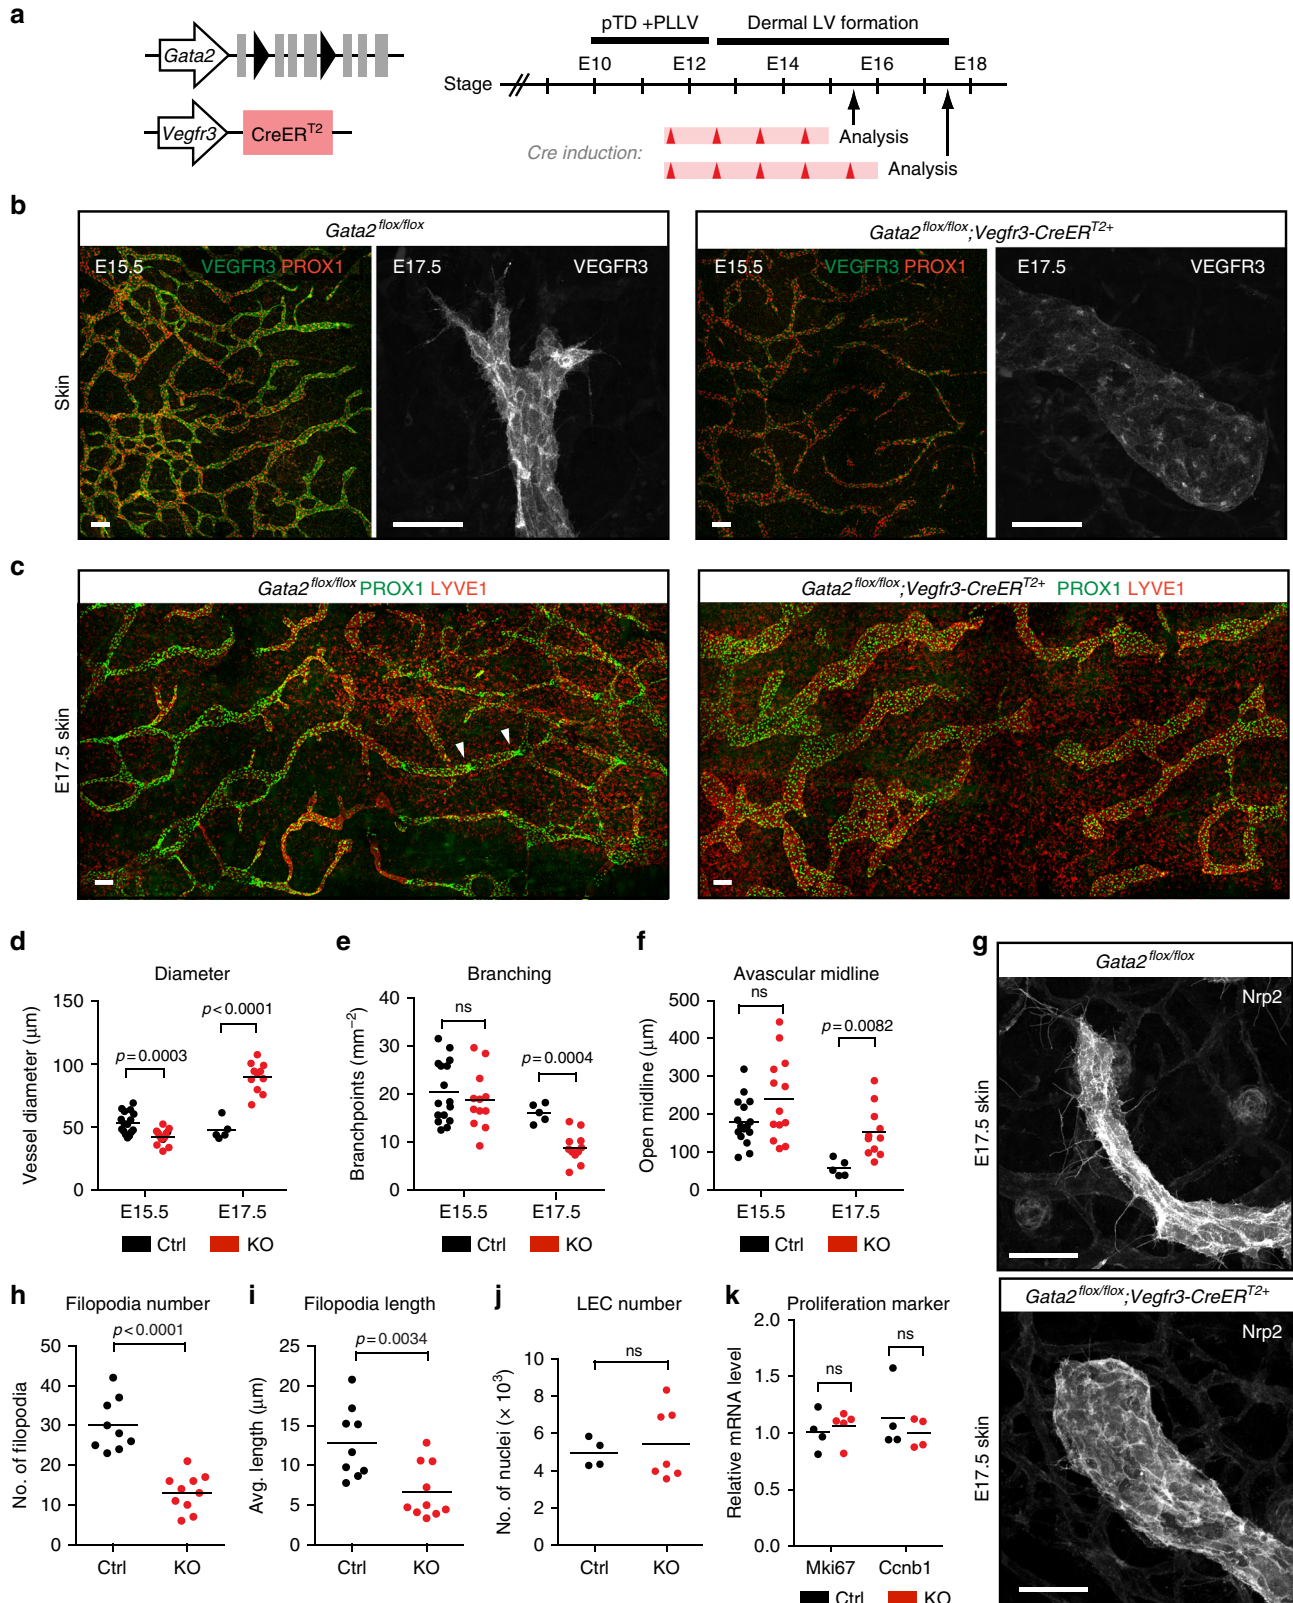 a
Gata2
Vegfr3
CreERT2
pTD +PLLV
Dermal LV formation
E10
E12
E14
E16
E18
Stage
Analysis
Cre induction:
Analysis
b
Gata2flox/flox
Gata2flox/flox;Vegfr3-CreERT2+
Skin
E15.5
VEGFR3 PROX1
E17.5
VEGFR3
E15.5
VEGFR3 PROX1
E17.5
VEGFR3
c
Gata2flox/flox PROX1 LYVE1
Gata2flox/flox;Vegfr3-CreERT2+ PROX1 LYVE1
E17.5 skin
d
Diameter
Vessel diameter (μm)
150
100
50
0
p=0.0003
p<0.0001
E15.5
E17.5
Ctrl
KO
e
Branching
Branchpoints (mm−2)
40
30
20
10
0
ns
p=0.0004
E15.5
E17.5
Ctrl
KO
f
Avascular midline
Open midline (μm)
500
400
300
200
100
0
ns
p=0.0082
E15.5
E17.5
Ctrl
KO
g
Gata2flox/flox
Nrp2
E17.5 skin
Gata2flox/flox;Vegfr3-CreERT2+
Nrp2
E17.5 skin
h
Filopodia number
No. of filopodia
50
40
30
20
10
0
p<0.0001
Ctrl
KO
i
Filopodia length
Avg. length (μm)
25
20
15
10
5
0
p=0.0034
Ctrl
KO
j
LEC number
No. of nuclei (× 10³)
10
8
6
4
2
0
ns
Ctrl
KO
k
Proliferation marker
Relative mRNA level
2.0
1.5
1.0
0.5
0.0
ns
ns
Mki67
Ccnb1
Ctrl
KO